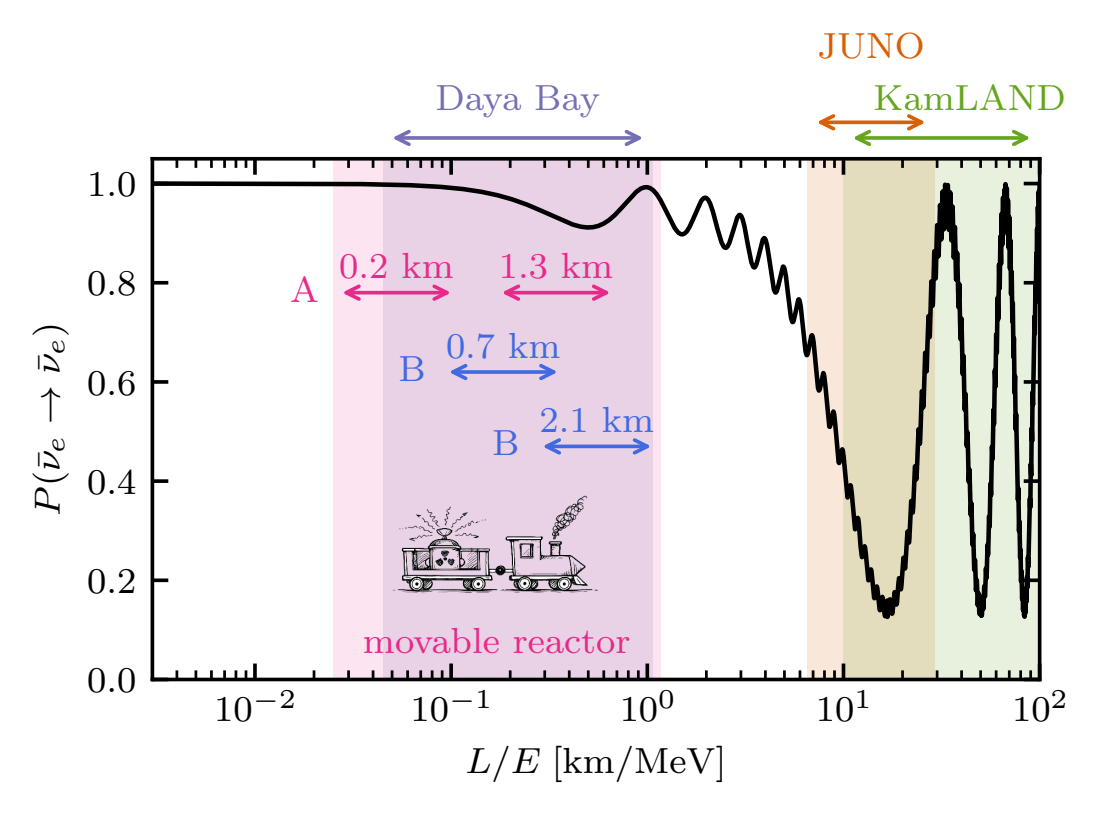 JUNO
Daya Bay
KamLAND
1.0
0.8
0.6
0.4
0.2
0.0
P(ν̄ₑ → ν̄ₑ)
0.2 km
1.3 km
A
0.7 km
B
2.1 km
B
movable reactor
10⁻²
10⁻¹
10⁰
10¹
10²
L/E [km/MeV]